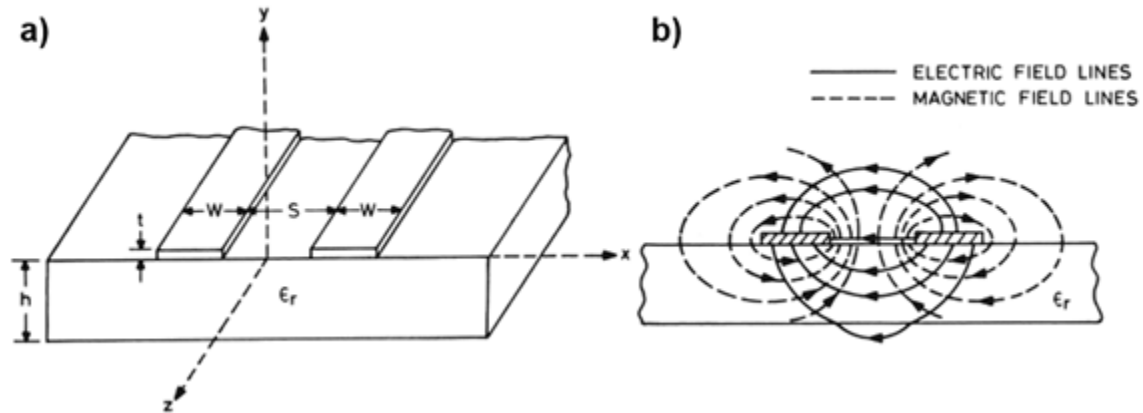 a)
y
W
S
W
t
x
h
εr
z
b)
ELECTRIC FIELD LINES
MAGNETIC FIELD LINES
εr